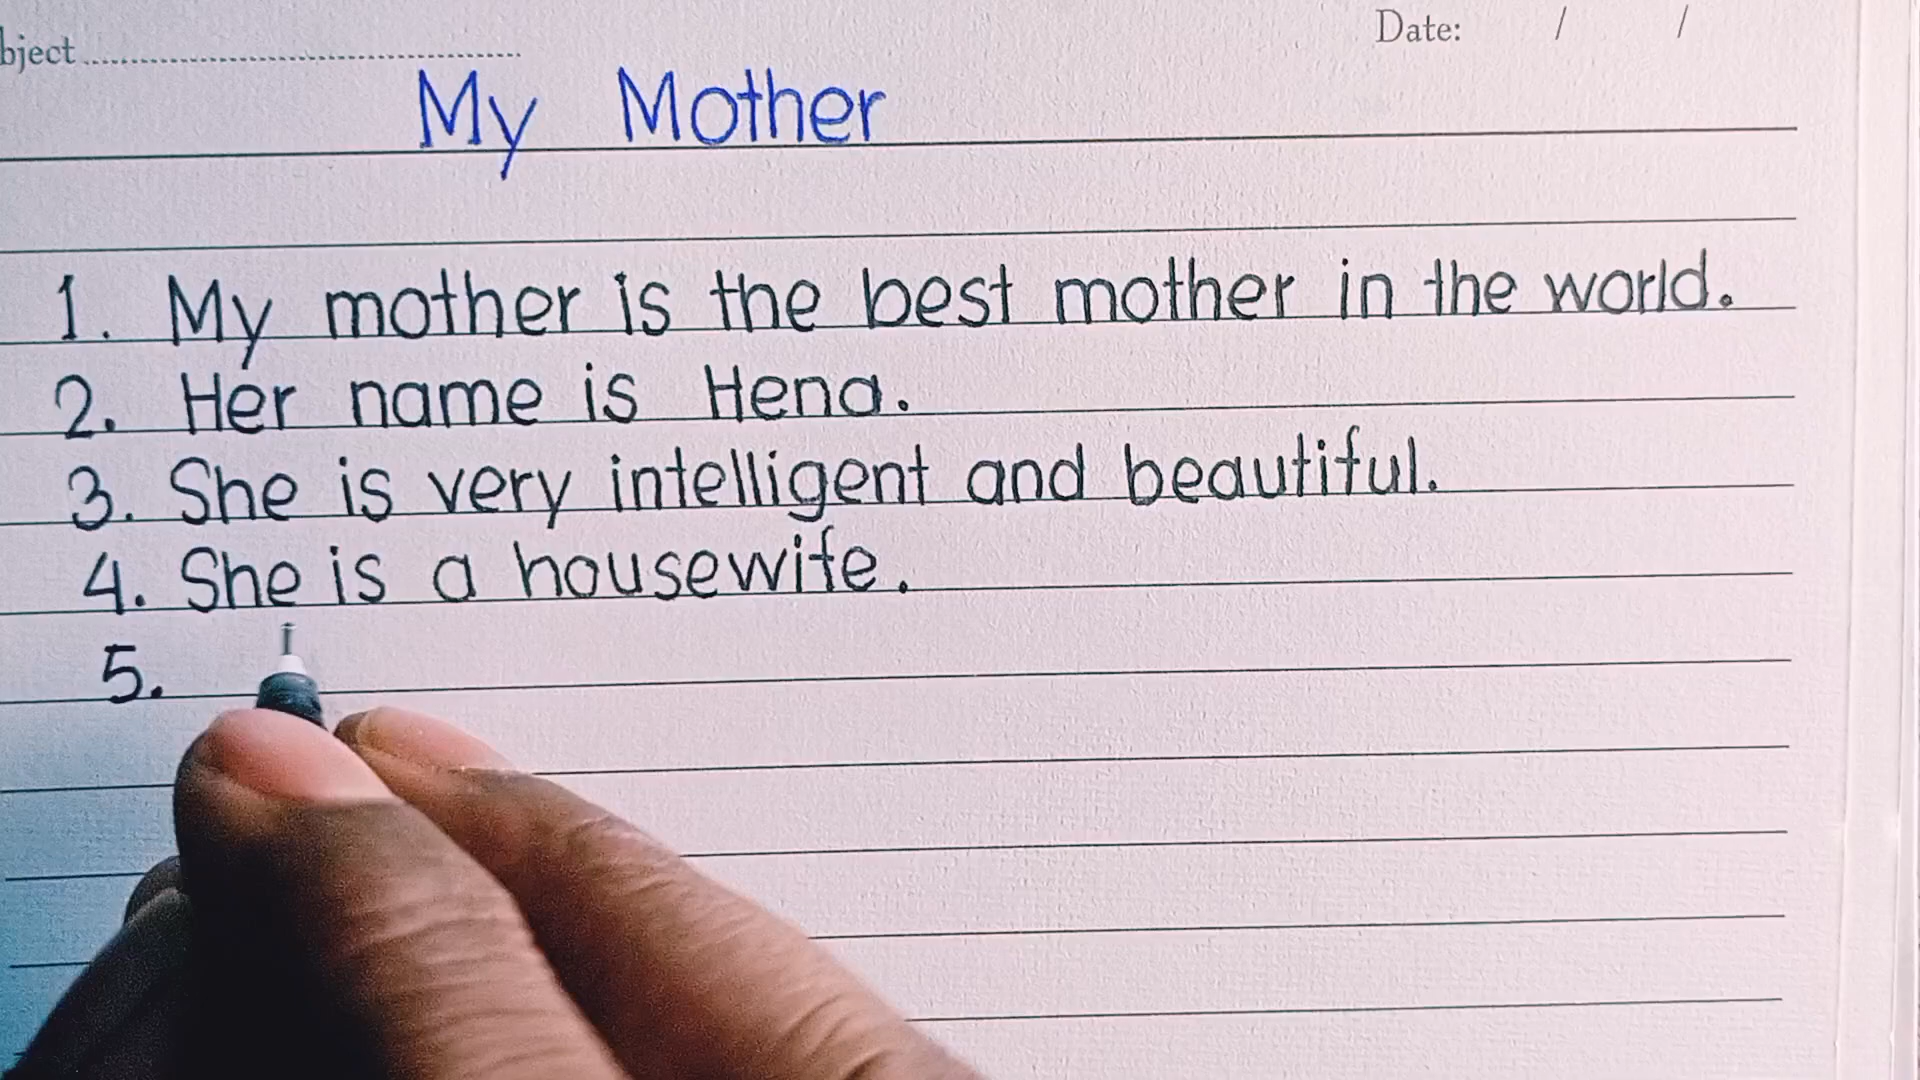 bject
Date: / /
My Mother
1. My mother is the best mother in the world.
2. Her name is Hena.
3. She is very intelligent and beautiful.
4. She is a housewife.
5.